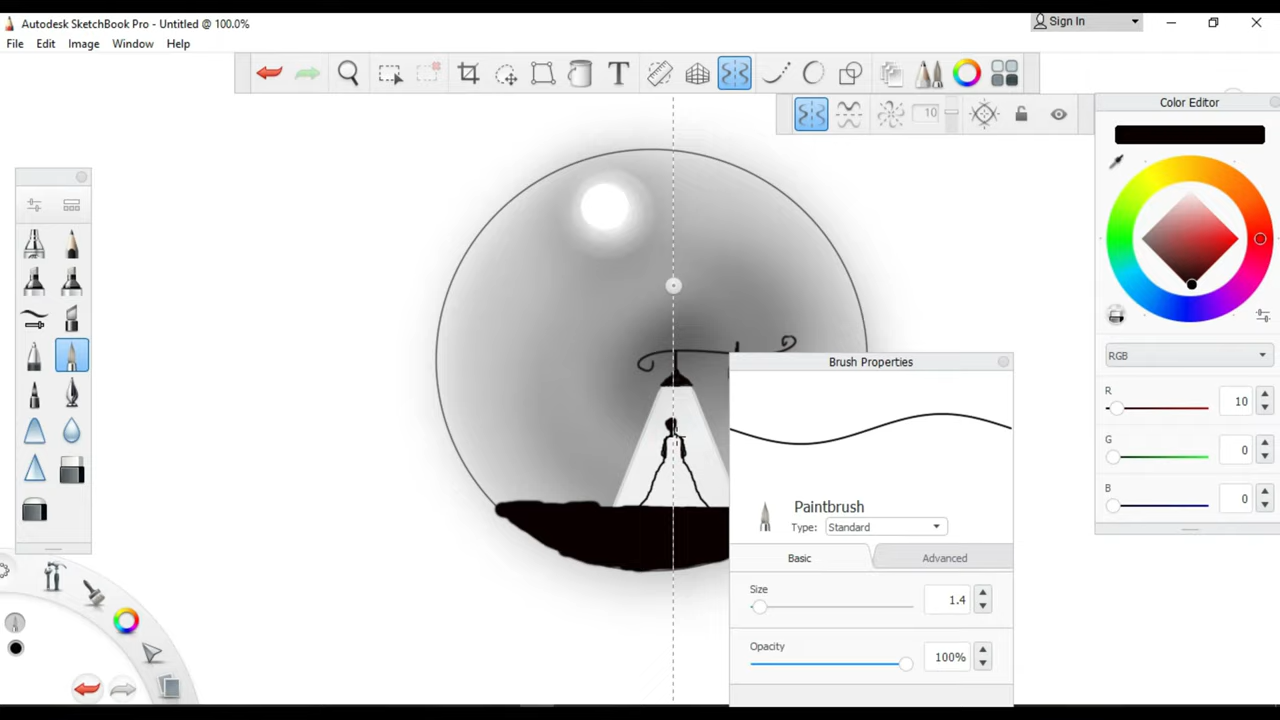 Autodesk SketchBook Pro - Untitled @ 100.0%
Sign In
File Edit Image Window Help
10
Color Editor
RGB
R 10
G 0
B 0
Brush Properties
Paintbrush
Type: Standard
Basic Advanced
Size
1.4
Opacity
100%